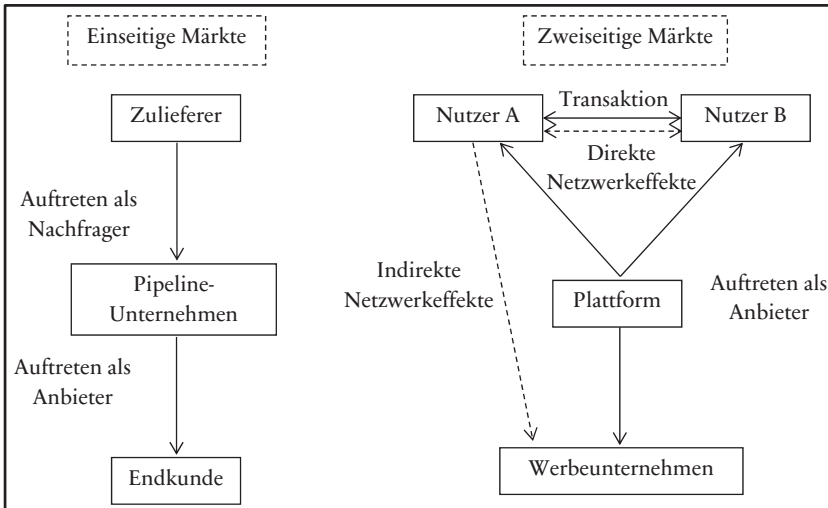 Einseitige Märkte
Zulieferer
Auftreten als
Nachfrager
Pipeline-
Unternehmen
Auftreten als
Anbieter
Endkunde
Zweiseitige Märkte
Nutzer A
Transaktion
Nutzer B
Direkte
Netzwerkeffekte
Indirekte
Netzwerkeffekte
Plattform
Auftreten als
Anbieter
Werbeunternehmen